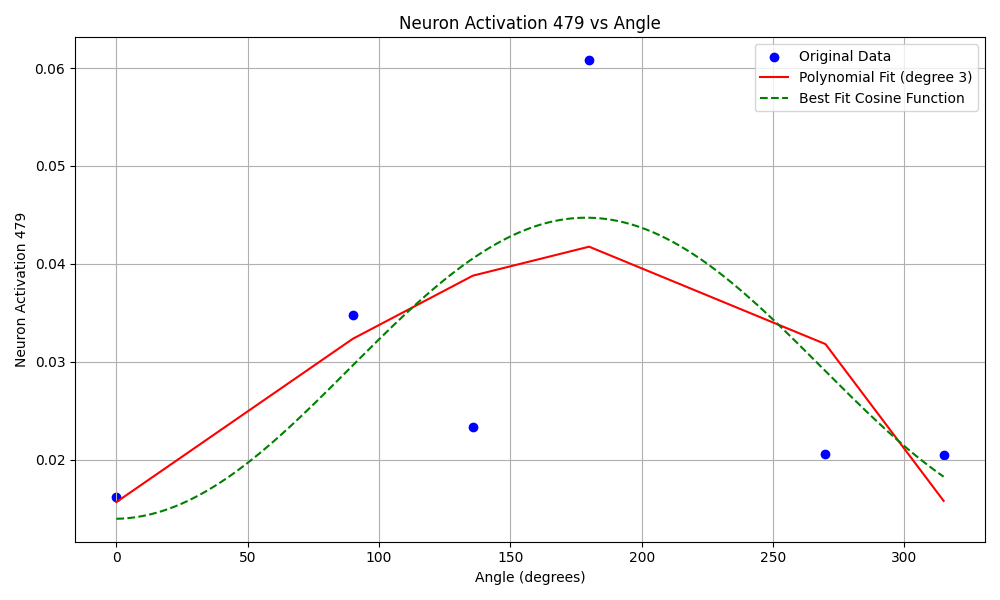 Neuron Activation 479 vs Angle
Original Data
Polynomial Fit (degree 3)
Best Fit Cosine Function
Neuron Activation 479
0.06
0.05
0.04
0.03
0.02
0
50
100
150
200
250
300
Angle (degrees)